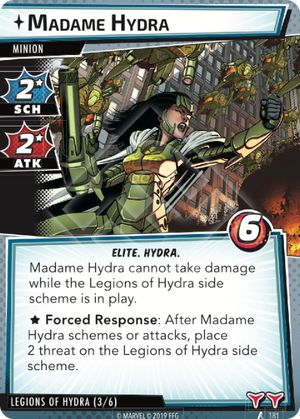 MADAME HYDRA
MINION
2★
SCH
2★
ATK
6
ELITE. HYDRA.
Madame Hydra cannot take damage
while the Legions of Hydra side
scheme is in play.
★ Forced Response: After Madame
Hydra schemes or attacks, place
2 threat on the Legions of Hydra side
scheme.
LEGIONS OF HYDRA (3/6)
© MARVEL © 2019 FFG
181